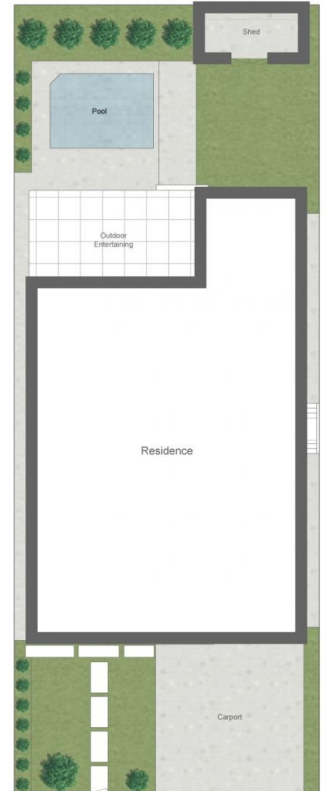 Shed
Pool
Outdoor
Entertaining
Residence
Carport